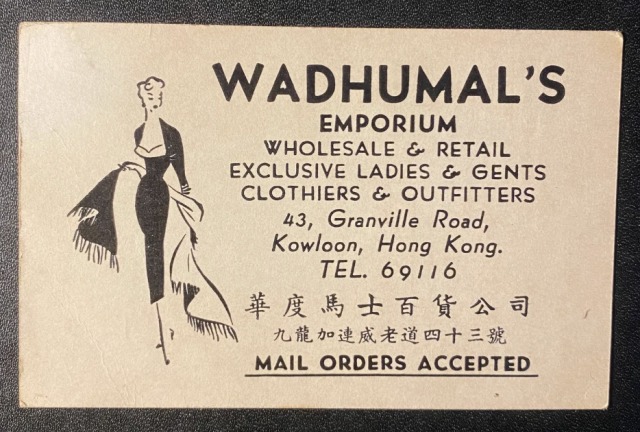 WADHUMAL'S
EMPORIUM
WHOLESALE & RETAIL
EXCLUSIVE LADIES & GENTS
CLOTHIERS & OUTFITTERS
43, Granville Road,
Kowloon, Hong Kong.
TEL. 69116
華度馬士百貨公司
九龍加連威老道四十三號
MAIL ORDERS ACCEPTED